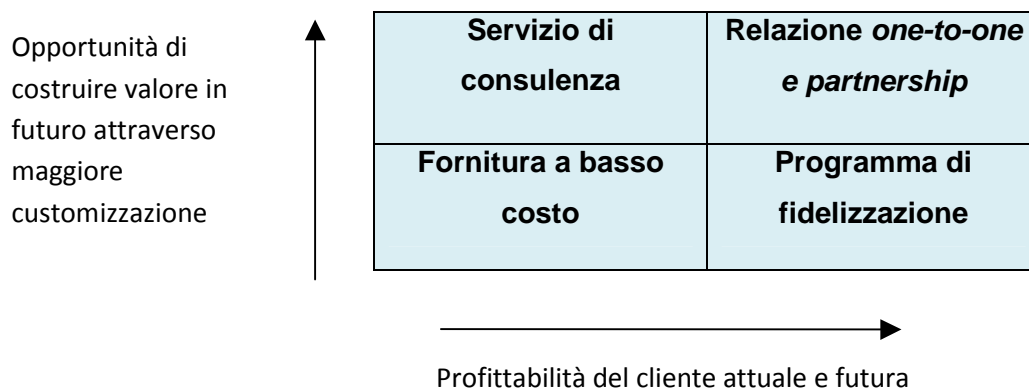 Opportunità di
costruire valore in
futuro attraverso
maggiore
customizzazione
Servizio di
consulenza
Relazione one-to-one
e partnership
Fornitura a basso
costo
Programma di
fidelizzazione
Profittabilità del cliente attuale e futura